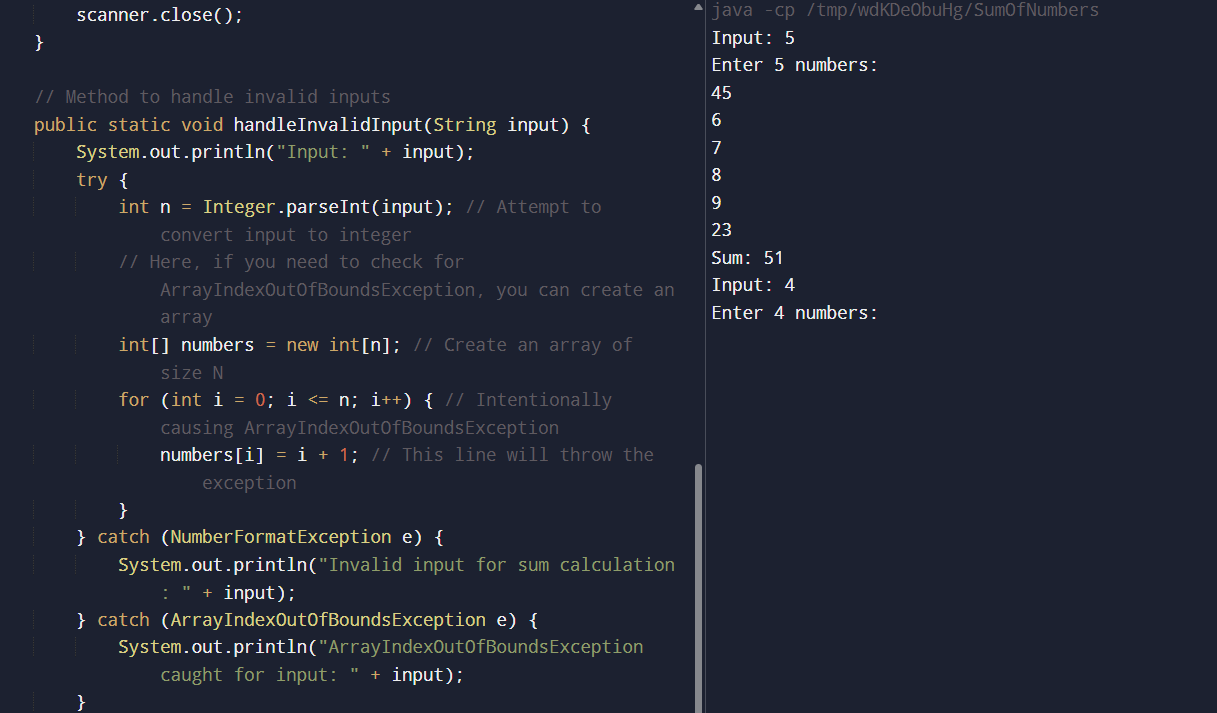 scanner.close();
}
// Method to handle invalid inputs
public static void handleInvalidInput(String input) {
System.out.println("Input: " + input);
try {
int n = Integer.parseInt(input); // Attempt to
convert input to integer
// Here, if you need to check for
ArrayIndexOutOfBoundsException, you can create an
array
int[] numbers = new int[n]; // Create an array of
size N
for (int i = 0; i <= n; i++) { // Intentionally
causing ArrayIndexOutOfBoundsException
numbers[i] = i + 1; // This line will throw the
exception
}
} catch (NumberFormatException e) {
System.out.println("Invalid input for sum calculation
: " + input);
} catch (ArrayIndexOutOfBoundsException e) {
System.out.println("ArrayIndexOutOfBoundsException
caught for input: " + input);
}
java -cp /tmp/wdKDeObuHg/SumOfNumbers
Input: 5
Enter 5 numbers:
45
6
7
8
9
23
Sum: 51
Input: 4
Enter 4 numbers: